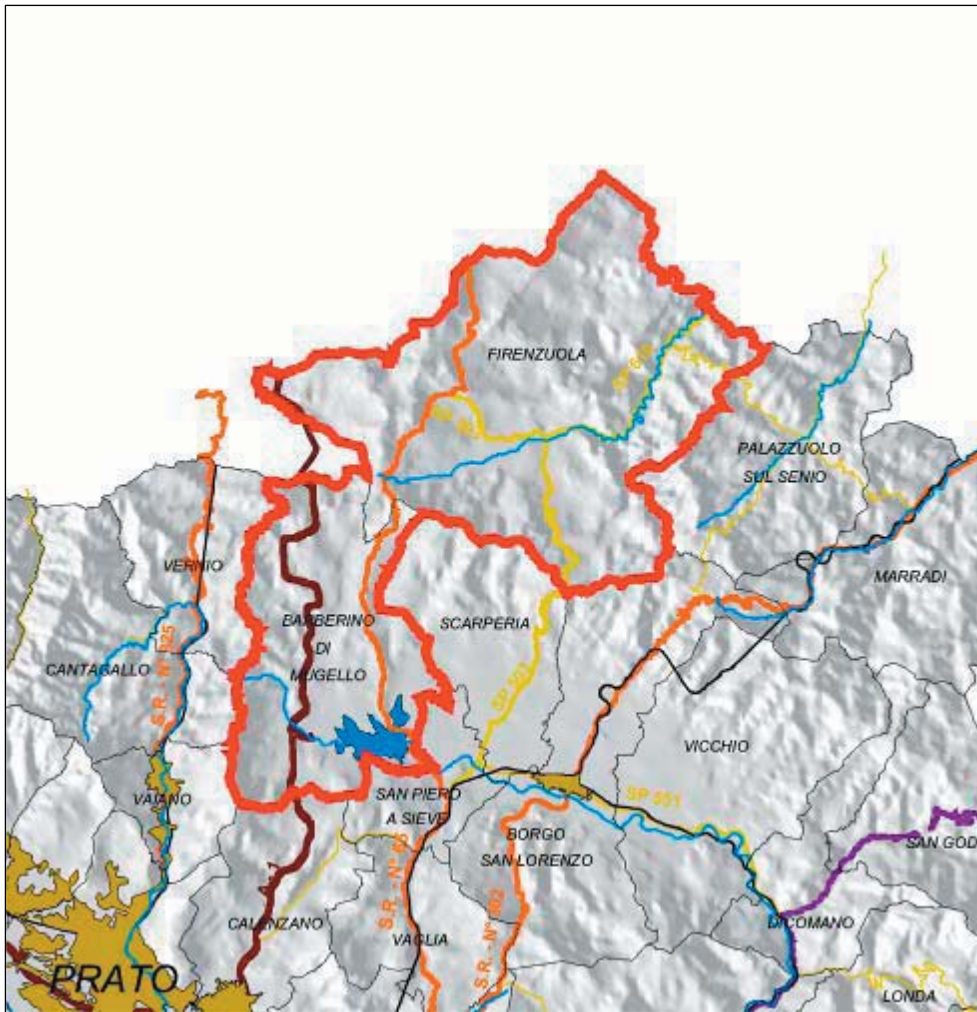 FIRENZUOLA
PALAZZUOLO
SUL SENIO
VERNIO
MARRADI
BARBERINO
DI
MUGELLO
SCARPERIA
CANTAGALLO
S.R. - N° 325
SP 503
VICCHIO
VAIANO
SAN PIERO
A SIEVE
SP 551
BORGO
SAN LORENZO
SAN GOD
S.R. - N° 65
S.R. - N° 302
CALENZANO
VAGLIA
DICOMANO
PRATO
LONDA